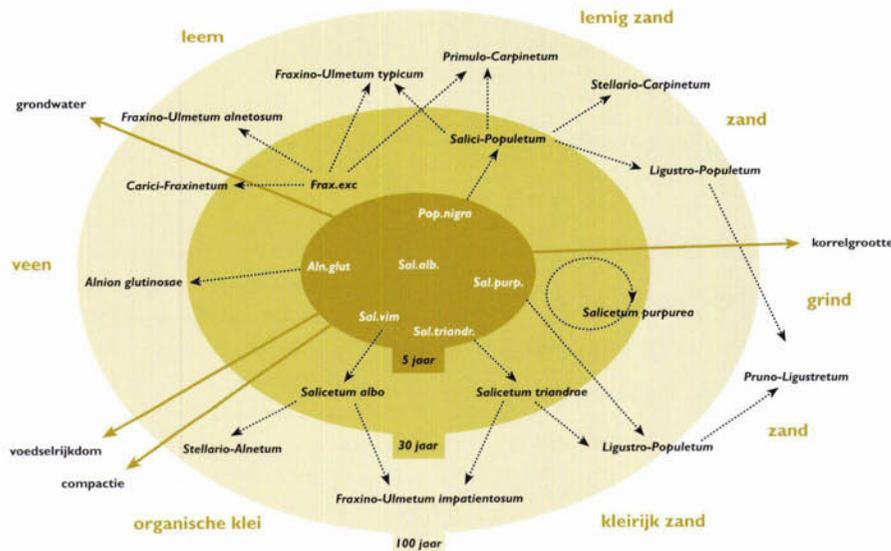 lemig zand
leem
Primulo-Carpinetum
Fraxino-Ulmetum typicum
Stellario-Carpinetum
grondwater
Fraxino-Ulmetum alnetosum
zand
Salici-Populetum
Ligustro-Populetum
Carici-Fraxinetum
Frax.exc
Pop.nigra
korrelgrootte
veen
Aln.glut
Sal.alb.
Alnion glutinosae
Sal.purp.
grind
Sal.vim
Salicetum purpurea
Sal.triandr.
5 jaar
Pruno-Ligustretum
Salicetum albo
Salicetum triandrae
zand
voedselrijkdom
Stellario-Alnetum
30 jaar
Ligustro-Populetum
compactie
Fraxino-Ulmetum impatientosum
organische klei
kleirijk zand
100 jaar